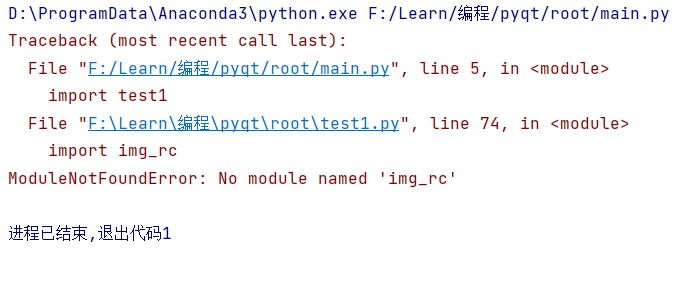 D:\ProgramData\Anaconda3\python.exe F:/Learn/编程/pyqt/root/main.py
Traceback (most recent call last):
  File "F:/Learn/编程/pyqt/root/main.py", line 5, in <module>
    import test1
  File "F:\Learn\编程\pyqt\root\test1.py", line 74, in <module>
    import img_rc
ModuleNotFoundError: No module named 'img_rc'
进程已结束,退出代码1